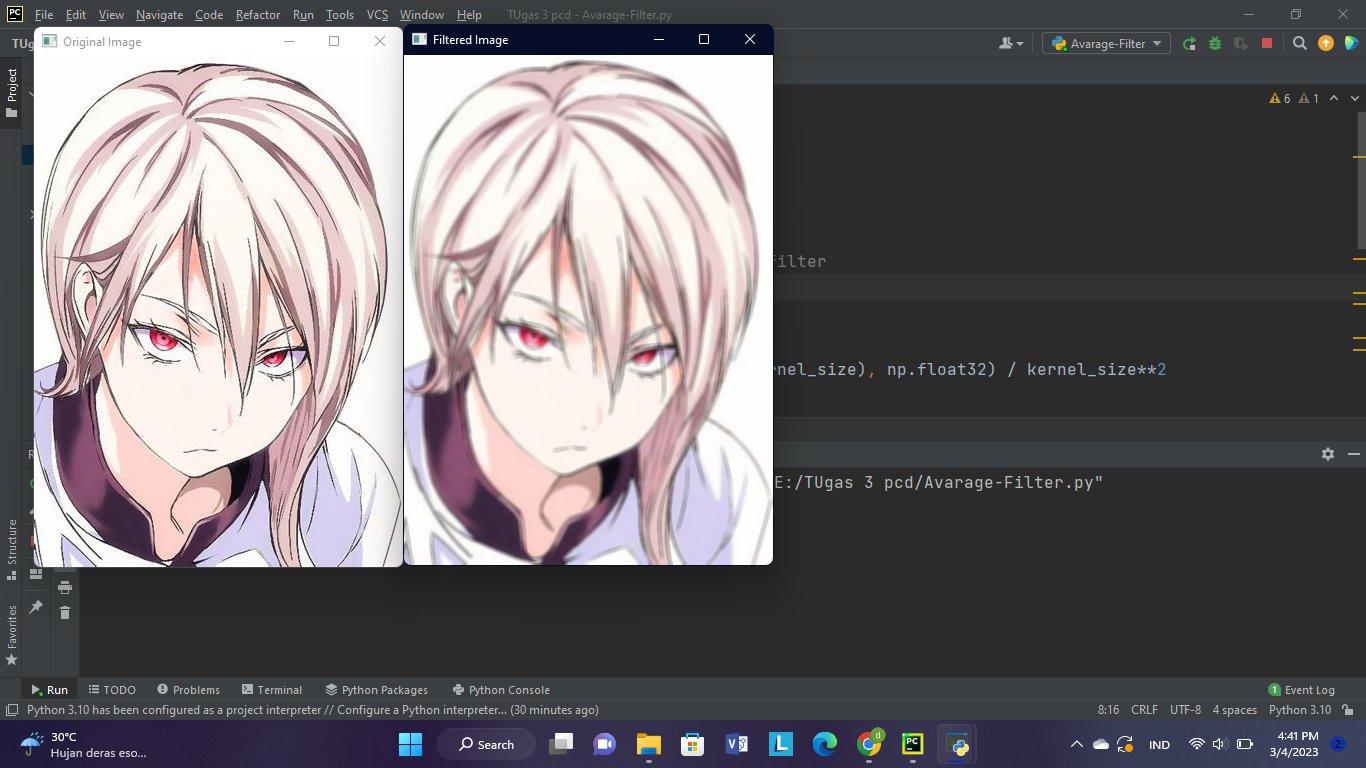 PC File Edit View Navigate Code Refactor Run Tools VCS Window Help TUgas 3 pcd - Avarage-Filter.py
Original Image
Filtered Image
TUg
Avarage-Filter
Project
6 1
Filter
rnel_size), np.float32) / kernel_size**2
E:/TUgas 3 pcd/Avarage-Filter.py"
Structure
Favorites
Run TODO Problems Terminal Python Packages Python Console 1 Event Log
Python 3.10 has been configured as a project interpreter // Configure a Python interpreter... (30 minutes ago) 8:16 CRLF UTF-8 4 spaces Python 3.10
30°C
Hujan deras eso...
Search
d
PC
L
IND
4:41 PM
3/4/2023
2